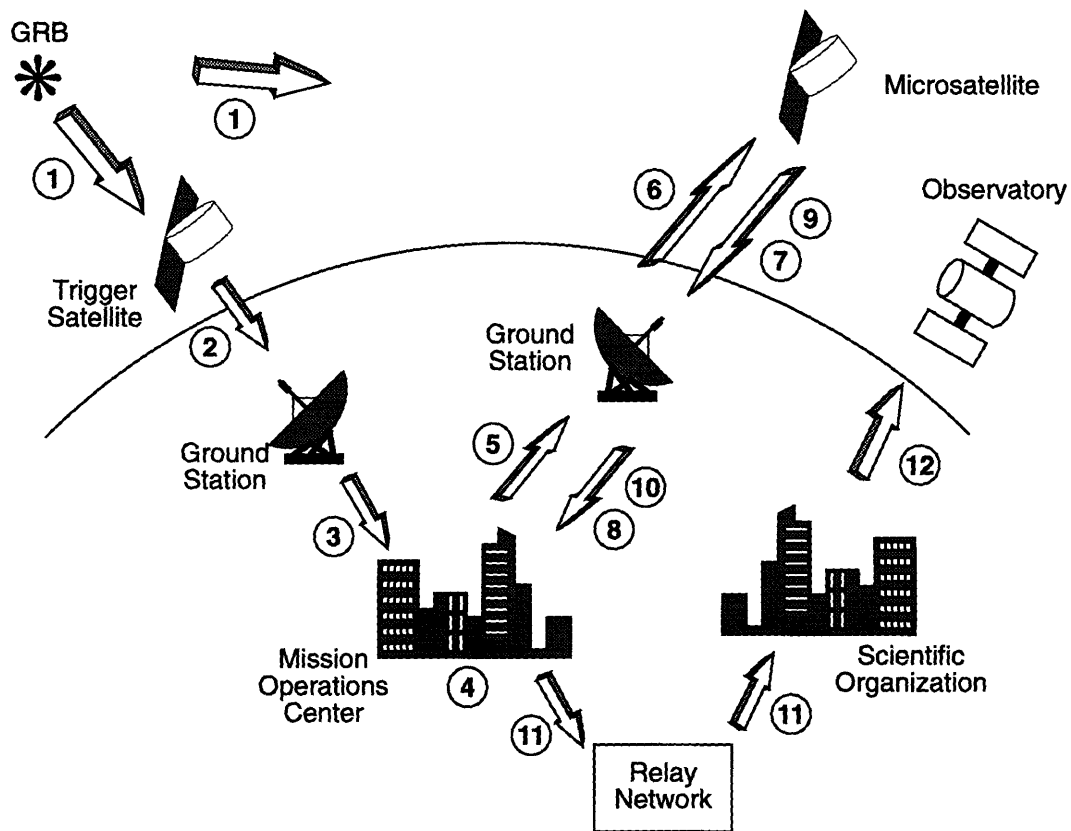 GRB
1
1
Microsatellite
6
9
7
Observatory
Trigger
Satellite
2
Ground
Station
Ground
Station
5
10
8
12
3
Mission
Operations
Center
4
Scientific
Organization
11
11
Relay
Network